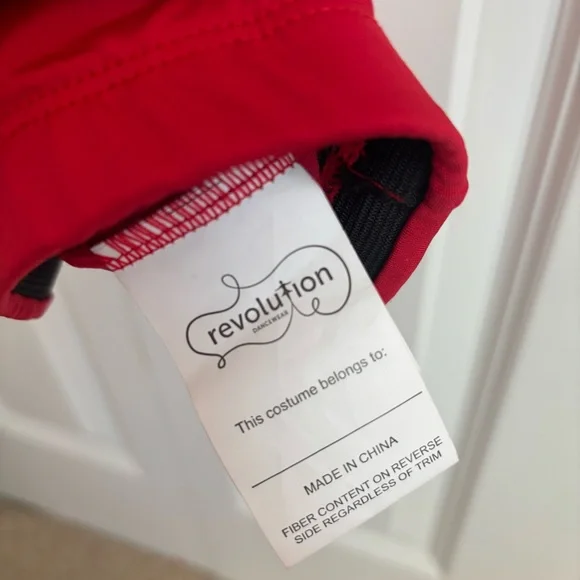 revolution
DANCEWEAR
This costume belongs to:
MADE IN CHINA
FIBER CONTENT ON REVERSE
SIDE REGARDLESS OF TRIM